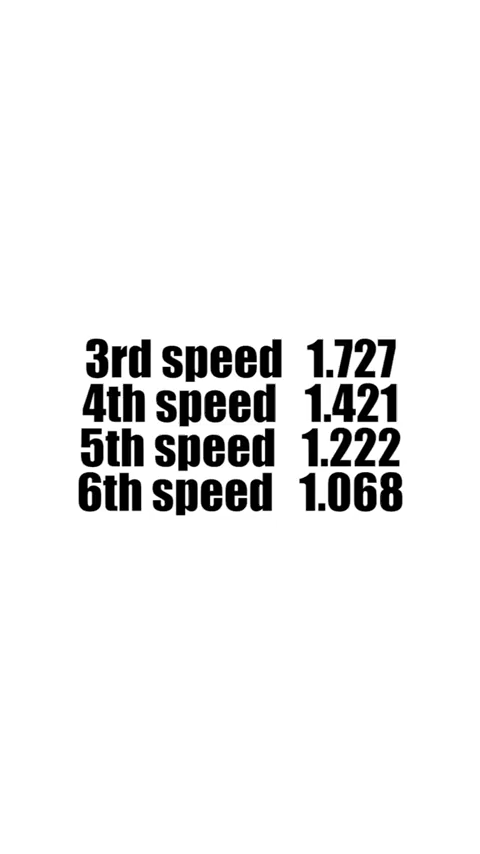 3rd speed 1.727
4th speed 1.421
5th speed 1.222
6th speed 1.068